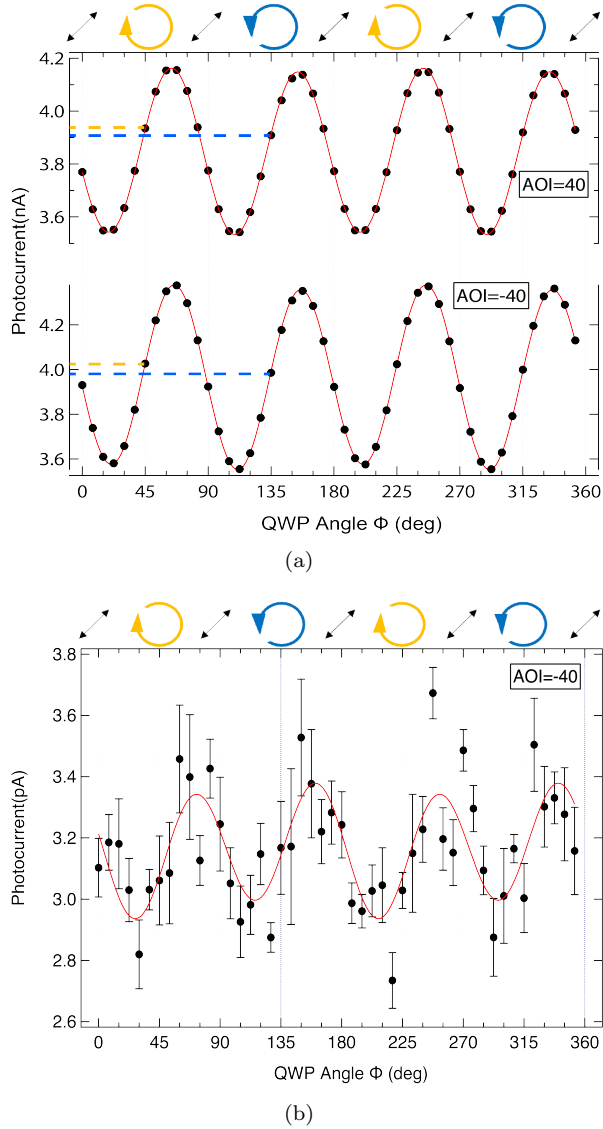 4.2
4.0
3.8
3.6
AOI=40
Photocurrent(nA)
4.2
4.0
3.8
3.6
AOI=-40
0 45 90 135 180 225 270 315 360
QWP Angle Φ (deg)
(a)
3.8
3.6
3.4
3.2
3.0
2.8
2.6
AOI=-40
Photocurrent(pA)
0 45 90 135 180 225 270 315 360
QWP Angle Φ (deg)
(b)